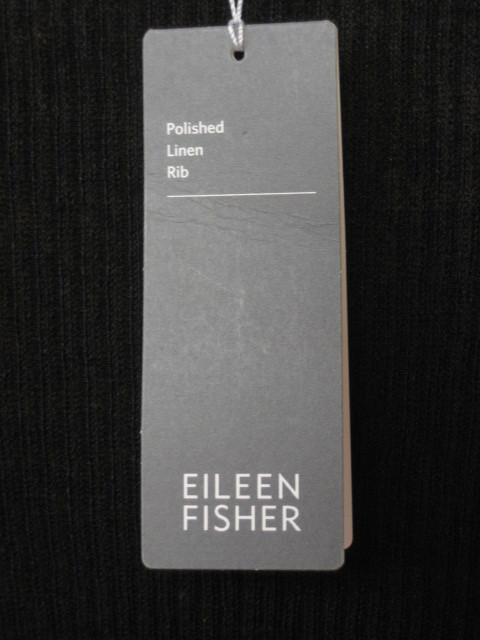 Polished
Linen
Rib
EILEEN
FISHER